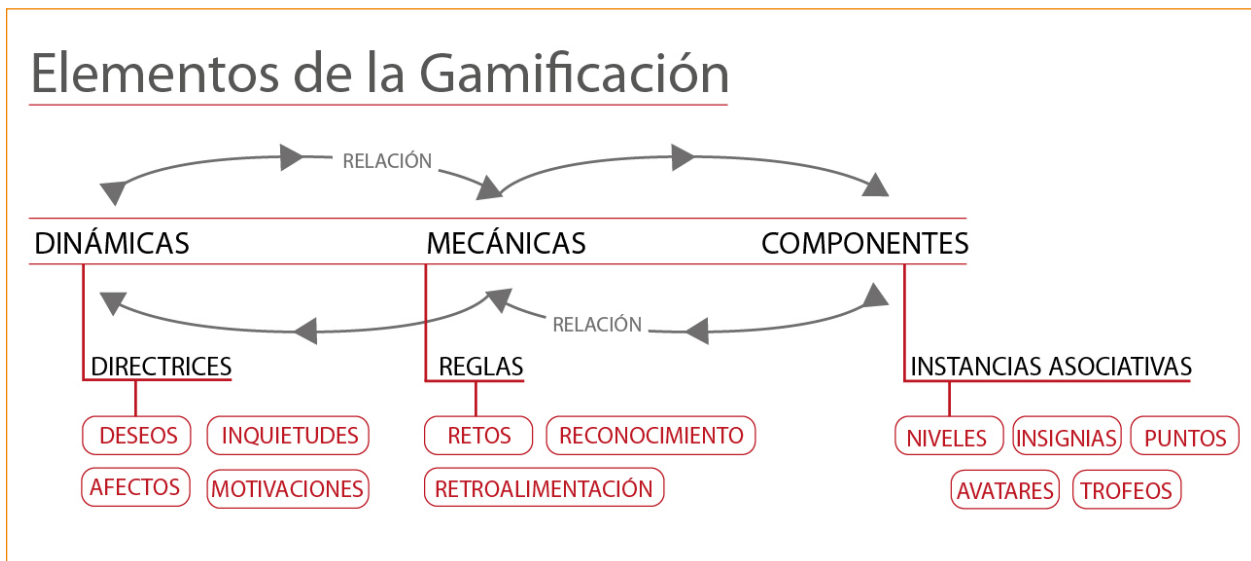 Elementos de la Gamificación
RELACIÓN
DINÁMICAS MECÁNICAS COMPONENTES
RELACIÓN
DIRECTRICES REGLAS INSTANCIAS ASOCIATIVAS
DESEOS INQUIETUDES RETOS RECONOCIMIENTO NIVELES INSIGNIAS PUNTOS
AFECTOS MOTIVACIONES RETROALIMENTACIÓN AVATARES TROFEOS